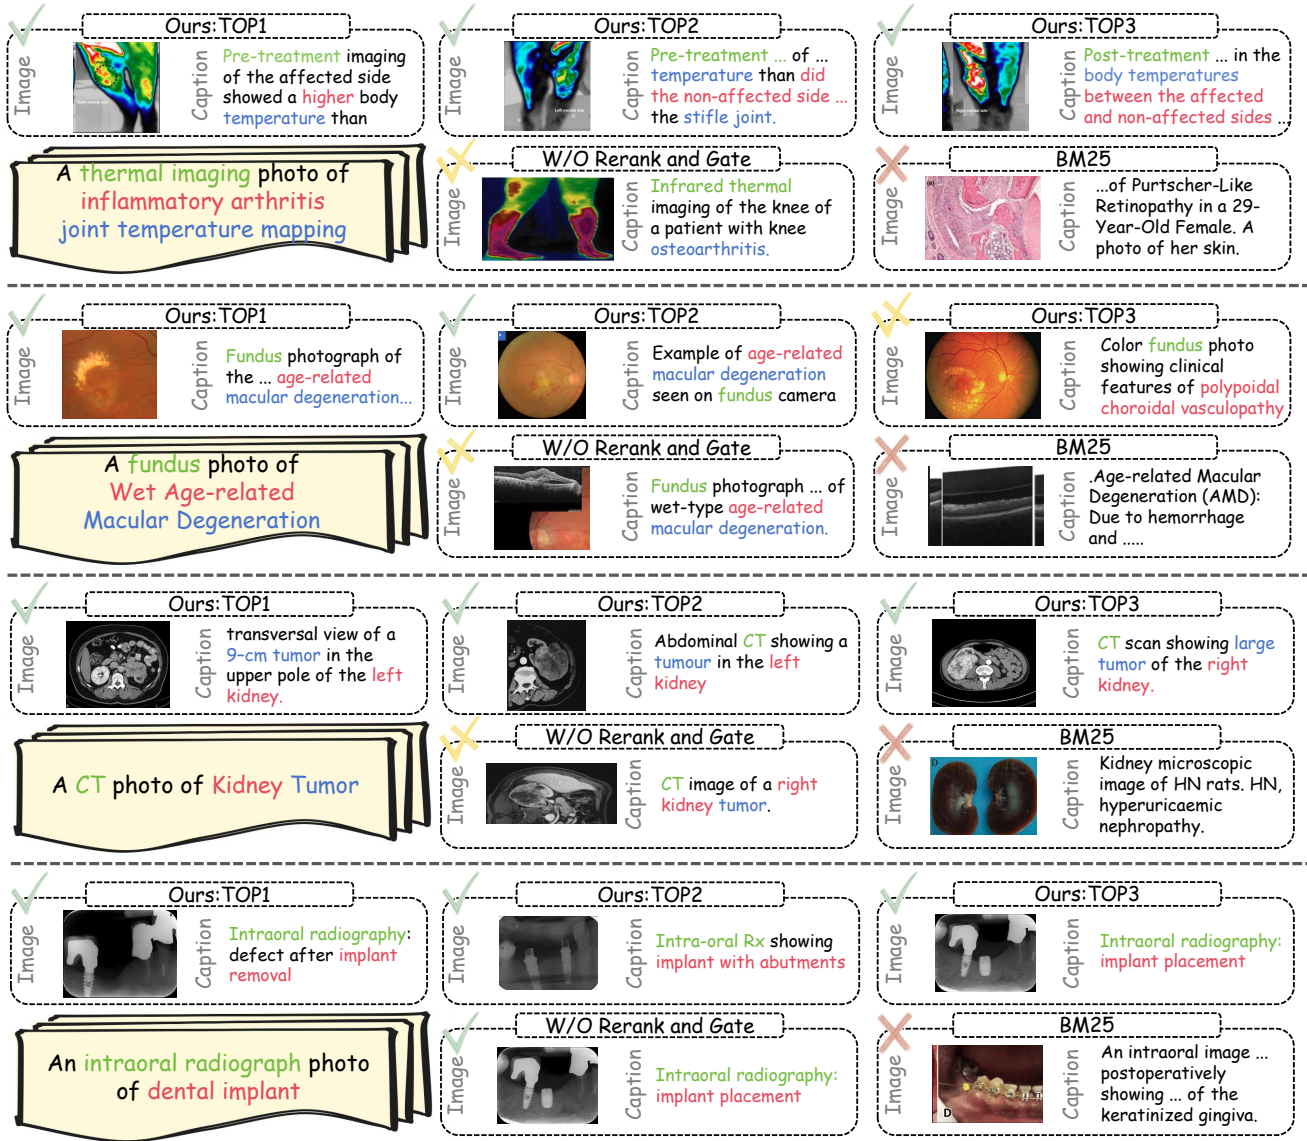 Ours:TOP1
Image
Caption
Pre-treatment imaging
of the affected side
showed a higher body
temperature than
Ours:TOP2
Image
Left medial side
Caption
Pre-treatment ... of ...
temperature than did
the non-affected side ...
the stifle joint.
Ours:TOP3
Image
Right medial side
Caption
Post-treatment ... in the
body temperatures
between the affected
and non-affected sides ...
A thermal imaging photo of
inflammatory arthritis
joint temperature mapping
W/O Rerank and Gate
Image
Caption
Infrared thermal
imaging of the knee of
a patient with knee
osteoarthritis.
BM25
Image
Caption
...of Purtscher-Like
Retinopathy in a 29-
Year-Old Female. A
photo of her skin.
Ours:TOP1
Image
Caption
Fundus photograph of
the ... age-related
macular degeneration...
Ours:TOP2
Image
Caption
Example of age-related
macular degeneration
seen on fundus camera
Ours:TOP3
Image
Caption
Color fundus photo
showing clinical
features of polypoidal
choroidal vasculopathy
A fundus photo of
Wet Age-related
Macular Degeneration
W/O Rerank and Gate
Image
Caption
Fundus photograph ... of
wet-type age-related
macular degeneration.
BM25
Image
Caption
.Age-related Macular
Degeneration (AMD):
Due to hemorrhage
and .....
Ours:TOP1
Image
Caption
transversal view of a
9-cm tumor in the
upper pole of the left
kidney.
Ours:TOP2
Image
Caption
Abdominal CT showing a
tumour in the left
kidney
Ours:TOP3
Image
Caption
CT scan showing large
tumor of the right
kidney.
A CT photo of Kidney Tumor
W/O Rerank and Gate
Image
Caption
CT image of a right
kidney tumor.
BM25
Image
D
Caption
Kidney microscopic
image of HN rats. HN,
hyperuricaemic
nephropathy.
Ours:TOP1
Image
Caption
Intraoral radiography:
defect after implant
removal
Ours:TOP2
Image
Caption
Intra-oral Rx showing
implant with abutments
Ours:TOP3
Image
Caption
Intraoral radiography:
implant placement
An intraoral radiograph photo
of dental implant
W/O Rerank and Gate
Image
Caption
Intraoral radiography:
implant placement
BM25
Image
D
Caption
An intraoral image ...
postoperatively
showing ... of the
keratinized gingiva.